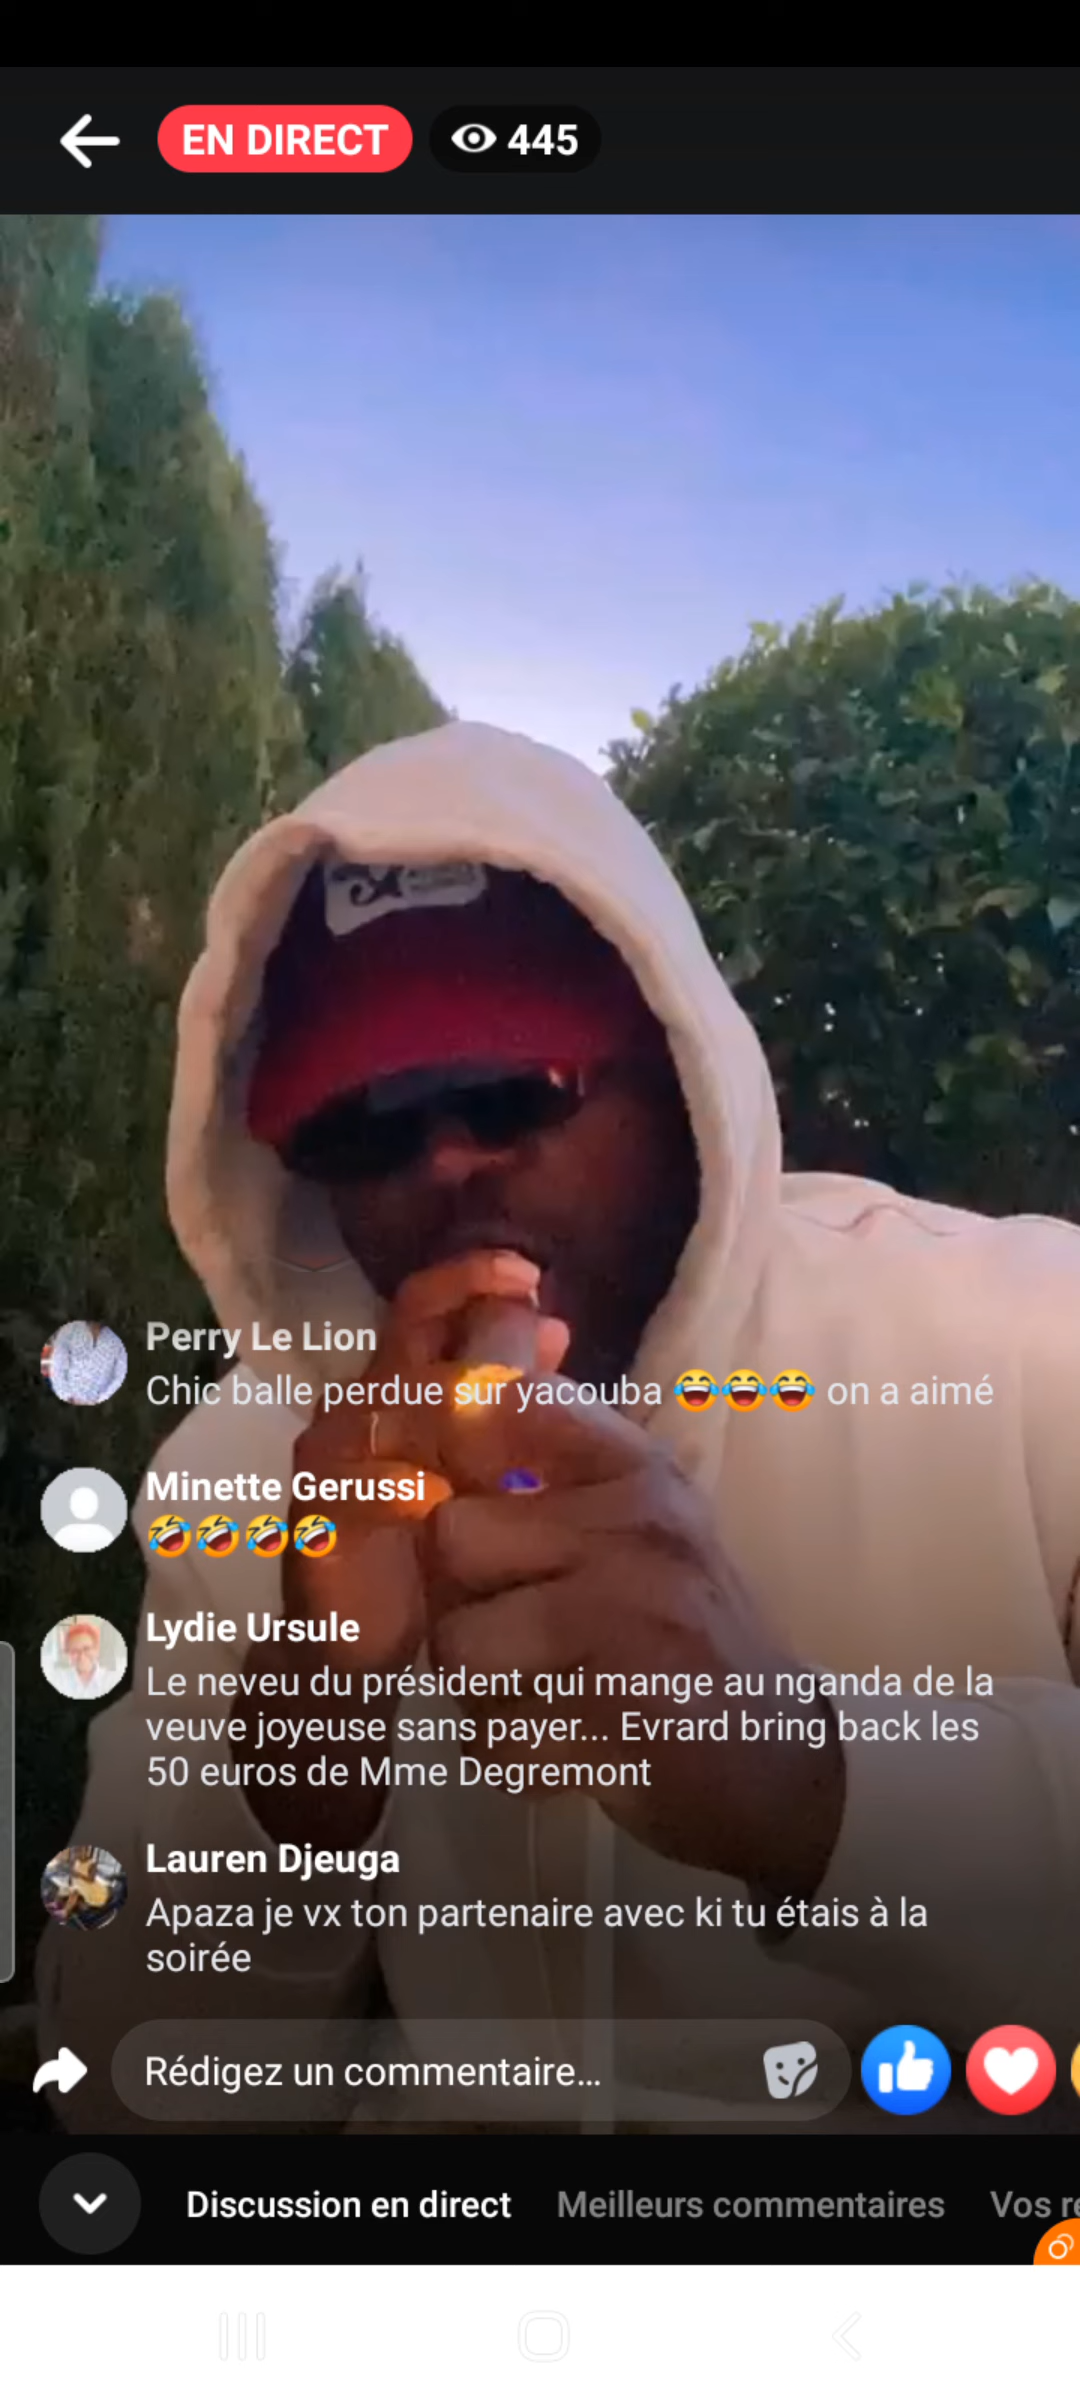 EN DIRECT 445
Perry Le Lion
Chic balle perdue sur yacouba 😂😂😂 on a aimé
Minette Gerussi
🤣🤣🤣🤣
Lydie Ursule
Le neveu du président qui mange au nganda de la
veuve joyeuse sans payer... Evrard bring back les
50 euros de Mme Degremont
Lauren Djeuga
Apaza je vx ton partenaire avec ki tu étais à la
soirée
Rédigez un commentaire...
Discussion en direct Meilleurs commentaires Vos